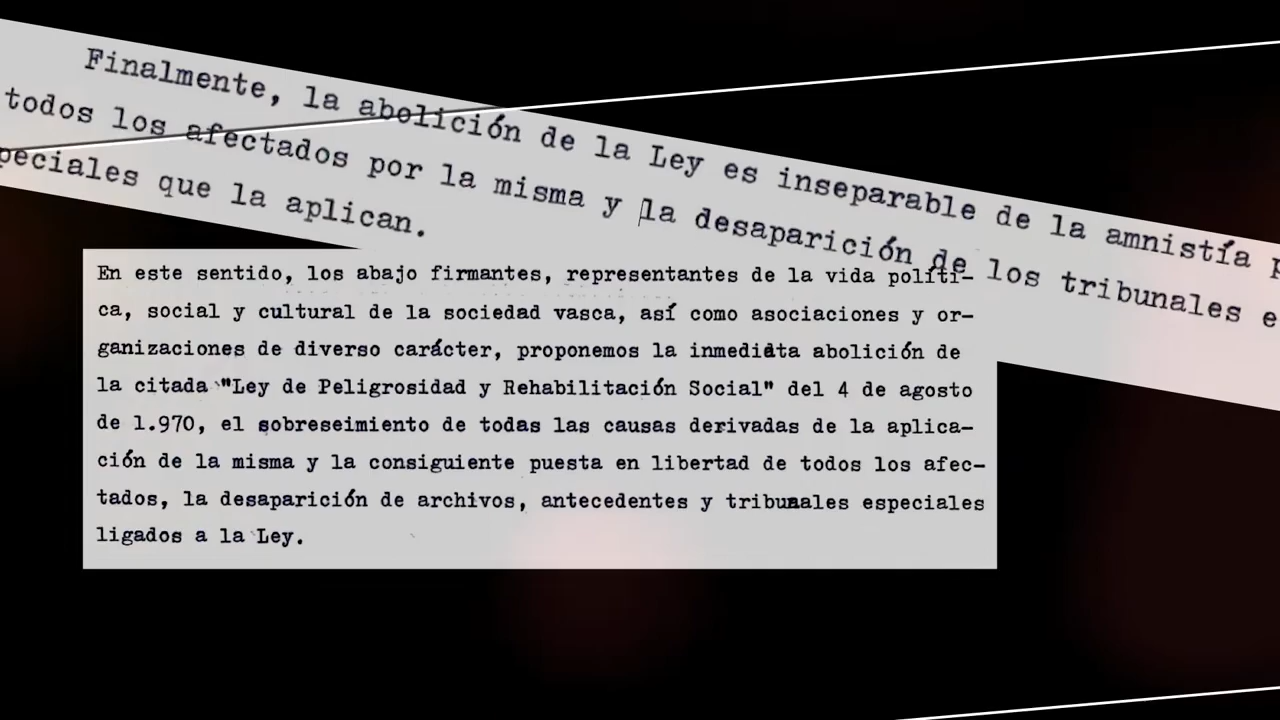 Finalmente, la abolición de la Ley es inseparable de la amnistía
todos los afectados por la misma y la desaparición de los tribunales
peciales que la aplican.
En este sentido, los abajo firmantes, representantes de la vida políti-
ca, social y cultural de la sociedad vasca, así como asociaciones y or-
ganizaciones de diverso carácter, proponemos la inmediata abolición de
la citada "Ley de Peligrosidad y Rehabilitación Social" del 4 de agosto
de 1.970, el sobreseimiento de todas las causas derivadas de la aplica-
ción de la misma y la consiguiente puesta en libertad de todos los afec-
tados, la desaparición de archivos, antecedentes y tribunales especiales
ligados a la Ley.